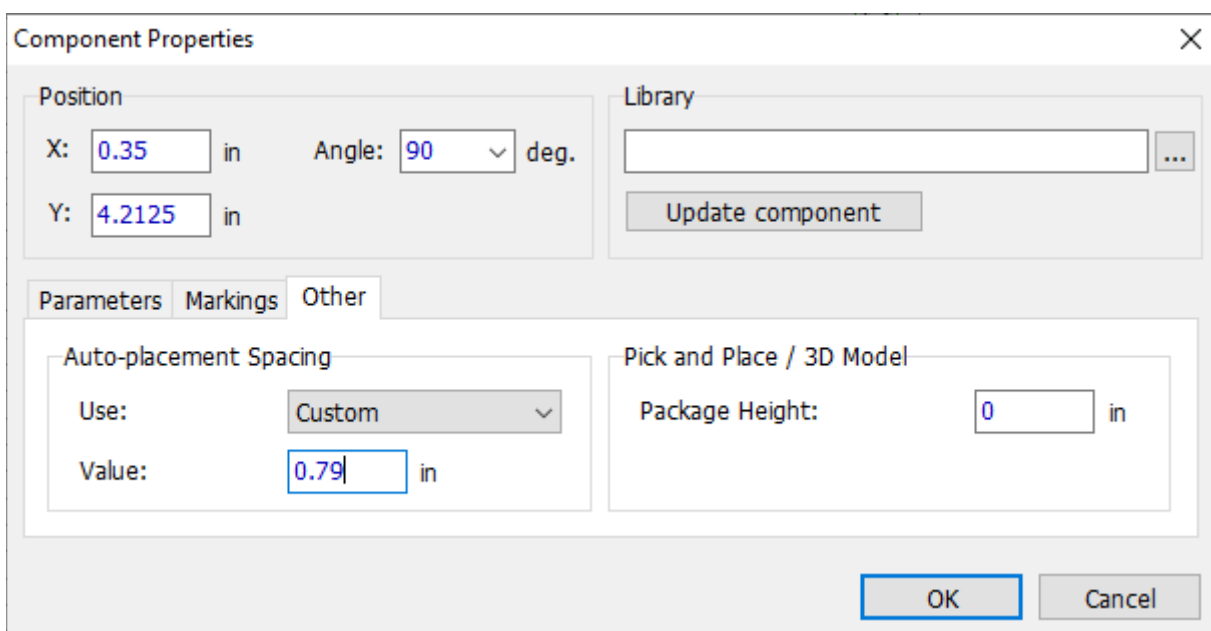 Component Properties
Position
X: 0.35 in Angle: 90 deg.
Y: 4.2125 in
Library
...
Update component
Parameters Markings Other
Auto-placement Spacing
Use: Custom
Value: 0.79 in
Pick and Place / 3D Model
Package Height: 0 in
OK Cancel